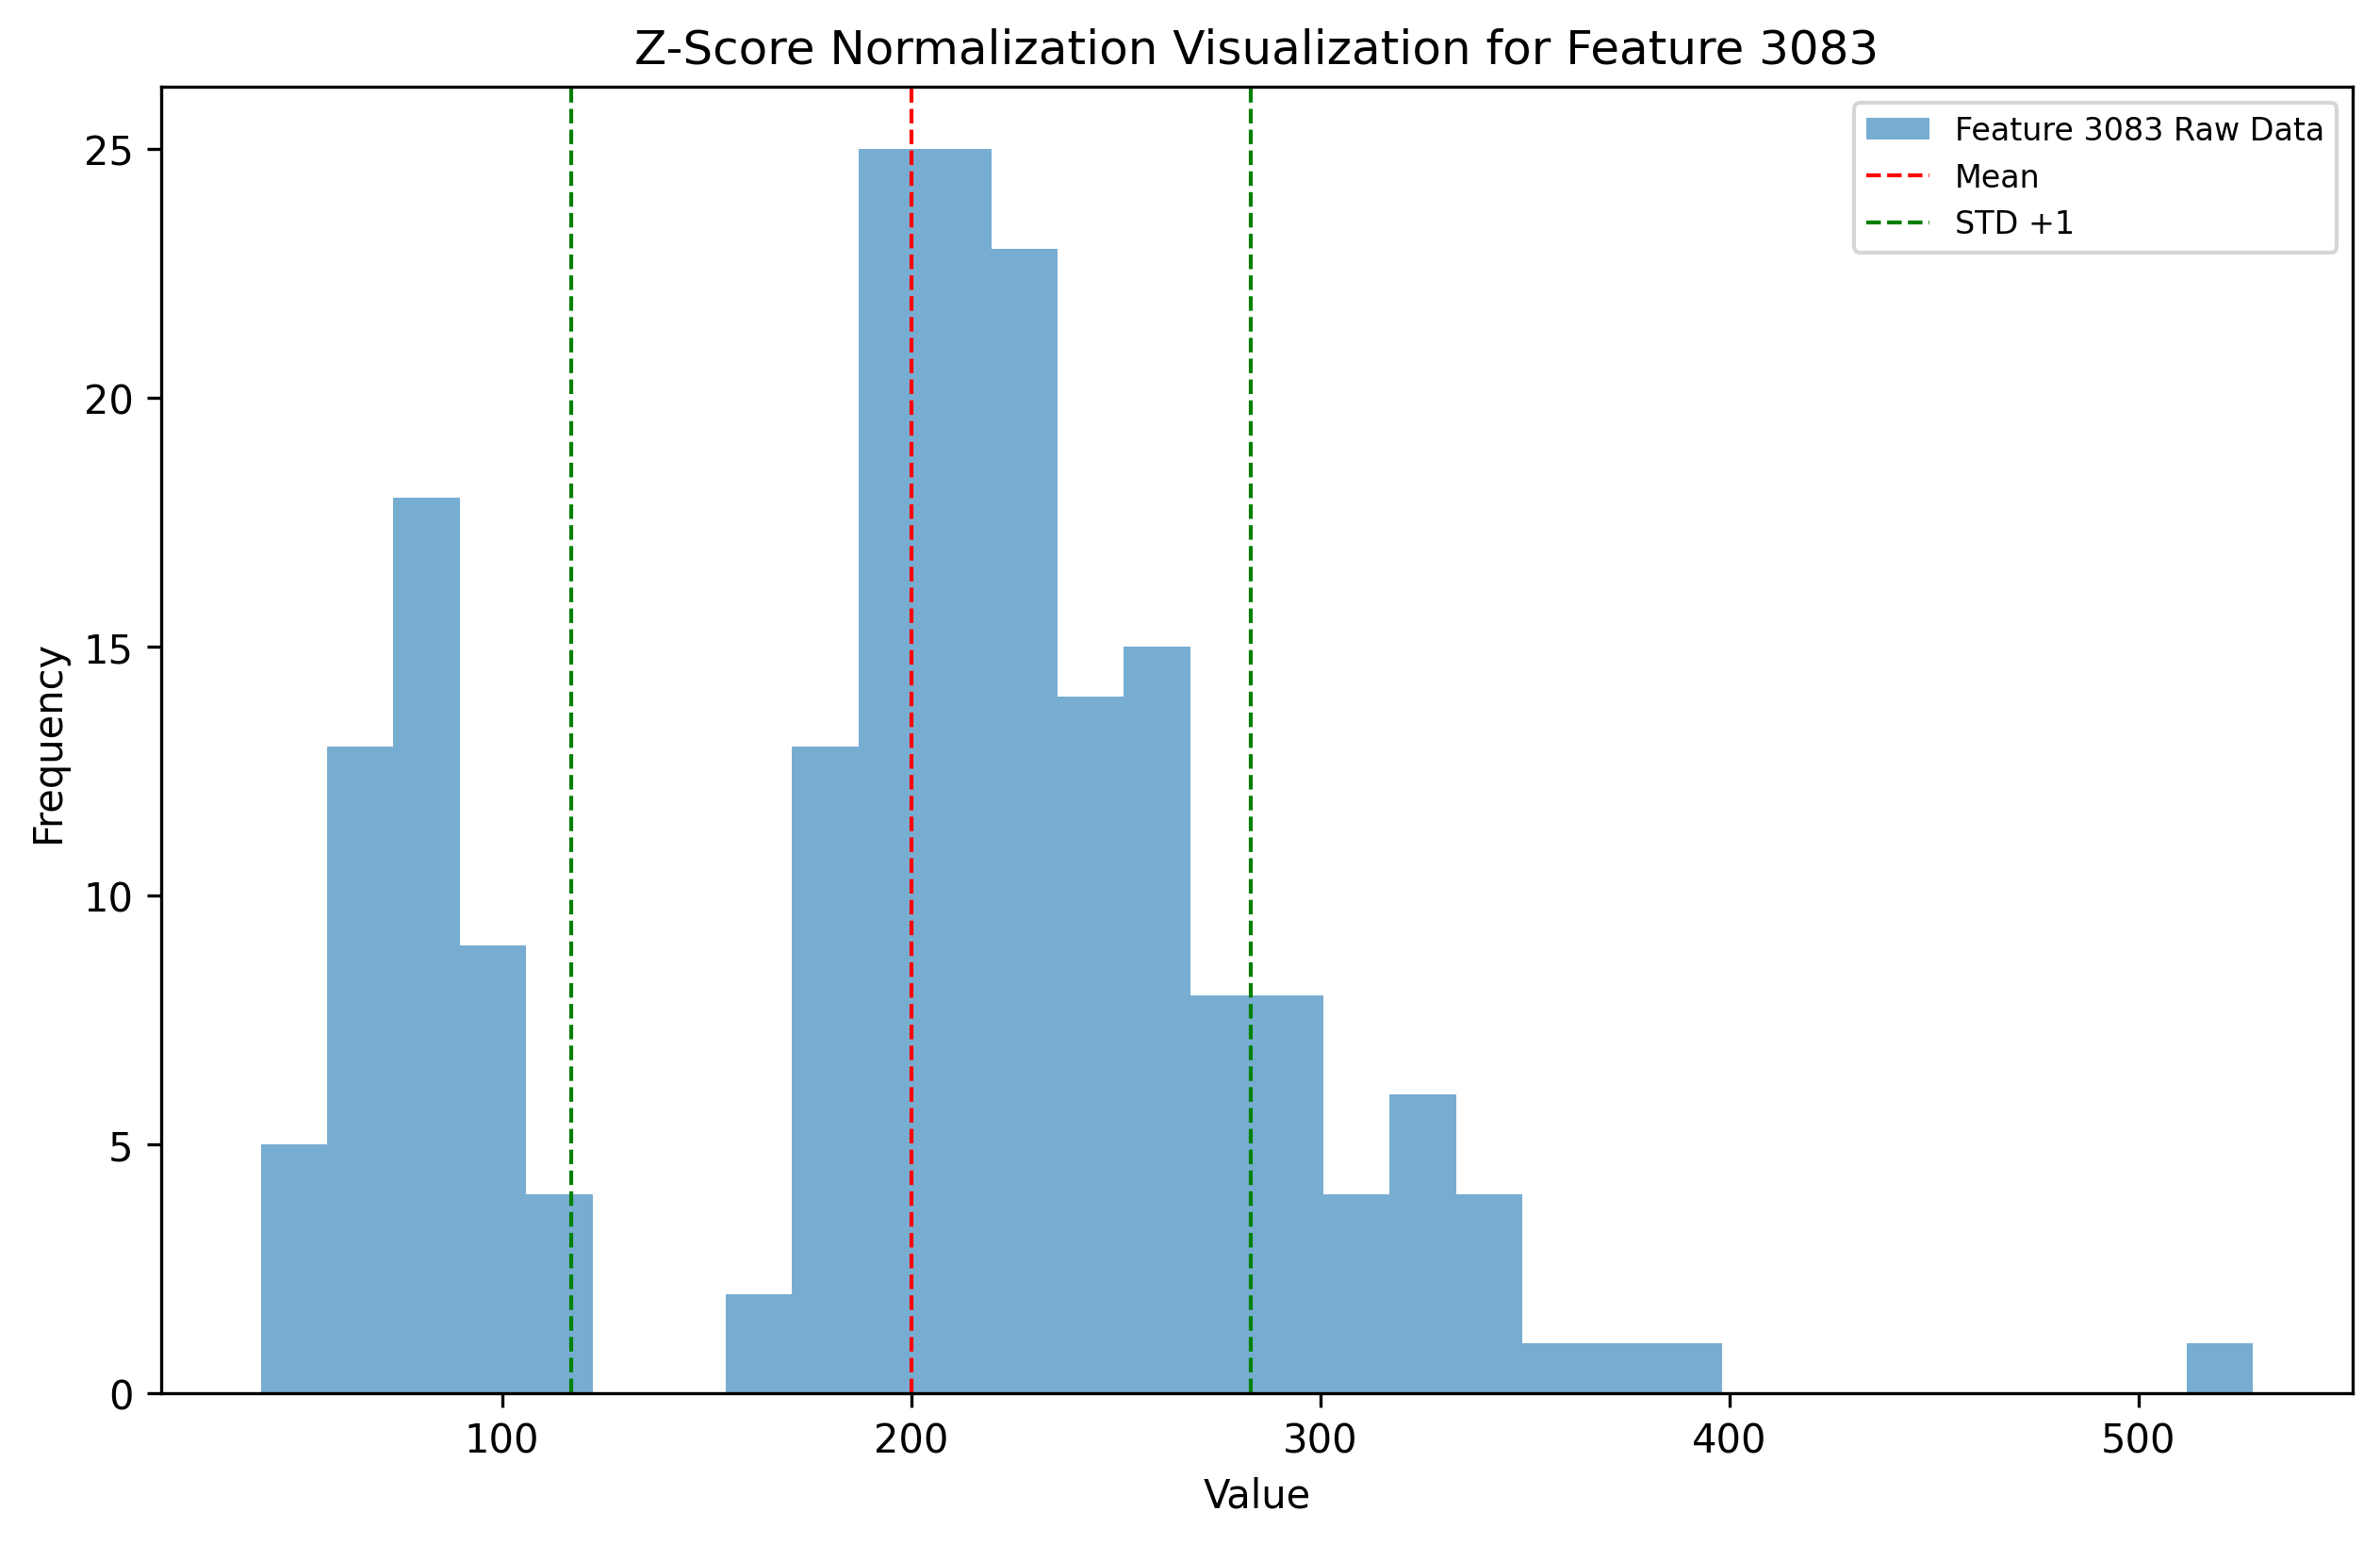 Z-Score Normalization Visualization for Feature 3083
Feature 3083 Raw Data
Mean
STD +1
25
20
15
10
5
0
Frequency
100 200 300 400 500
Value